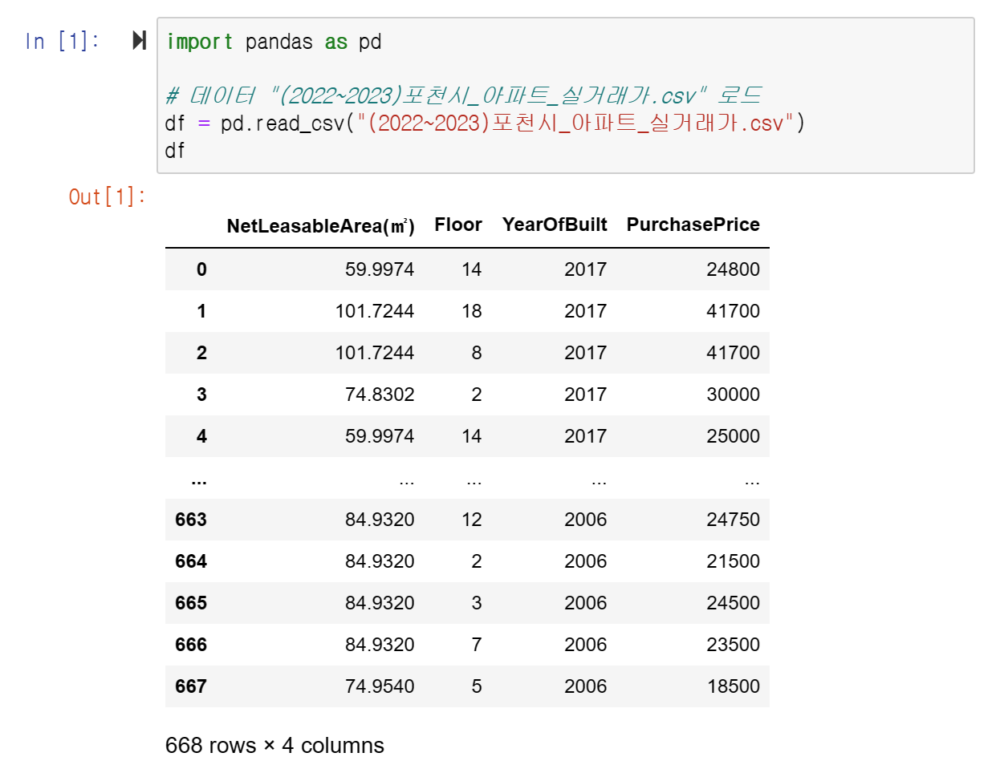 In [1]:
import pandas as pd
# 데이터 "(2022~2023)포천시_아파트_실거래가.csv" 로드
df = pd.read_csv("(2022~2023)포천시_아파트_실거래가.csv")
df
Out[1]:
NetLeasableArea(㎡) Floor YearOfBuilt PurchasePrice
0 59.9974 14 2017 24800
1 101.7244 18 2017 41700
2 101.7244 8 2017 41700
3 74.8302 2 2017 30000
4 59.9974 14 2017 25000
... ... ... ... ...
663 84.9320 12 2006 24750
664 84.9320 2 2006 21500
665 84.9320 3 2006 24500
666 84.9320 7 2006 23500
667 74.9540 5 2006 18500
668 rows × 4 columns